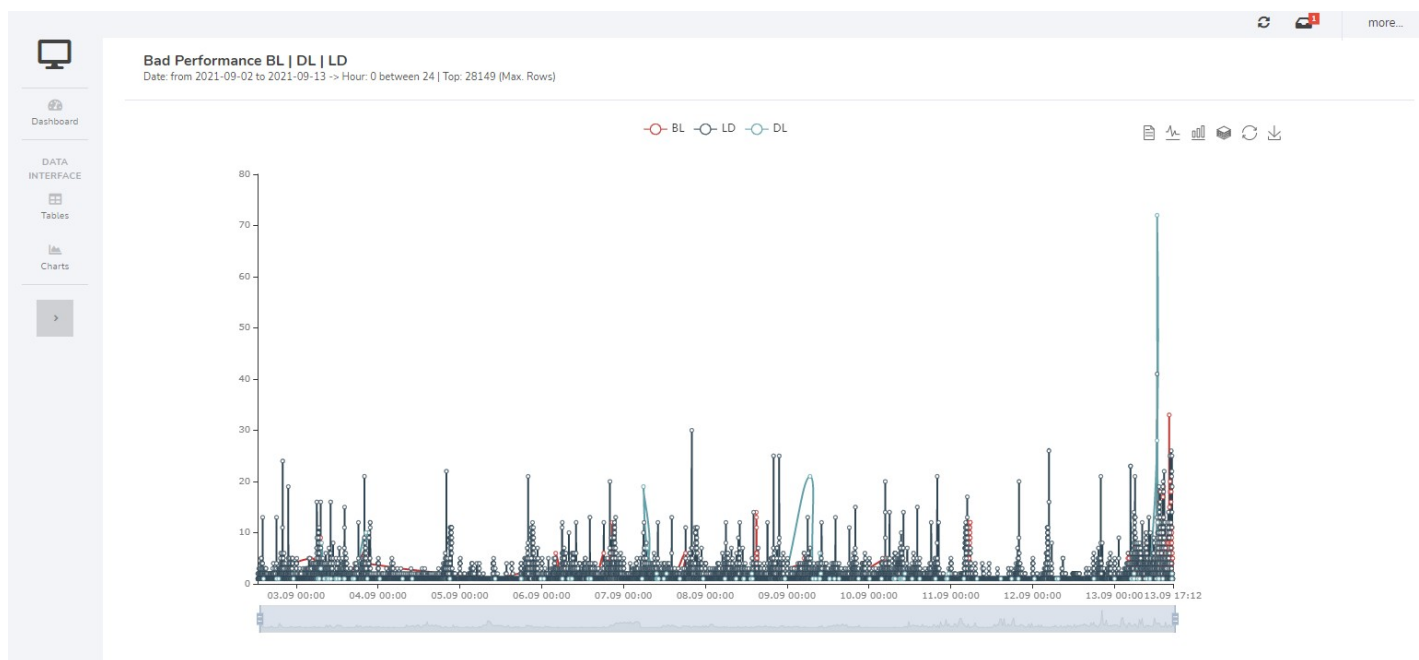 1
more...
Bad Performance BL | DL | LD
Date: from 2021-09-02 to 2021-09-13 -> Hour: 0 between 24 | Top: 28149 (Max. Rows)
Dashboard
DATA
INTERFACE
Tables
Charts
BL LD DL
80
70
60
50
40
30
20
10
0
03.09 00:00 04.09 00:00 05.09 00:00 06.09 00:00 07.09 00:00 08.09 00:00 09.09 00:00 10.09 00:00 11.09 00:00 12.09 00:00 13.09 00:00 13.09 17:12